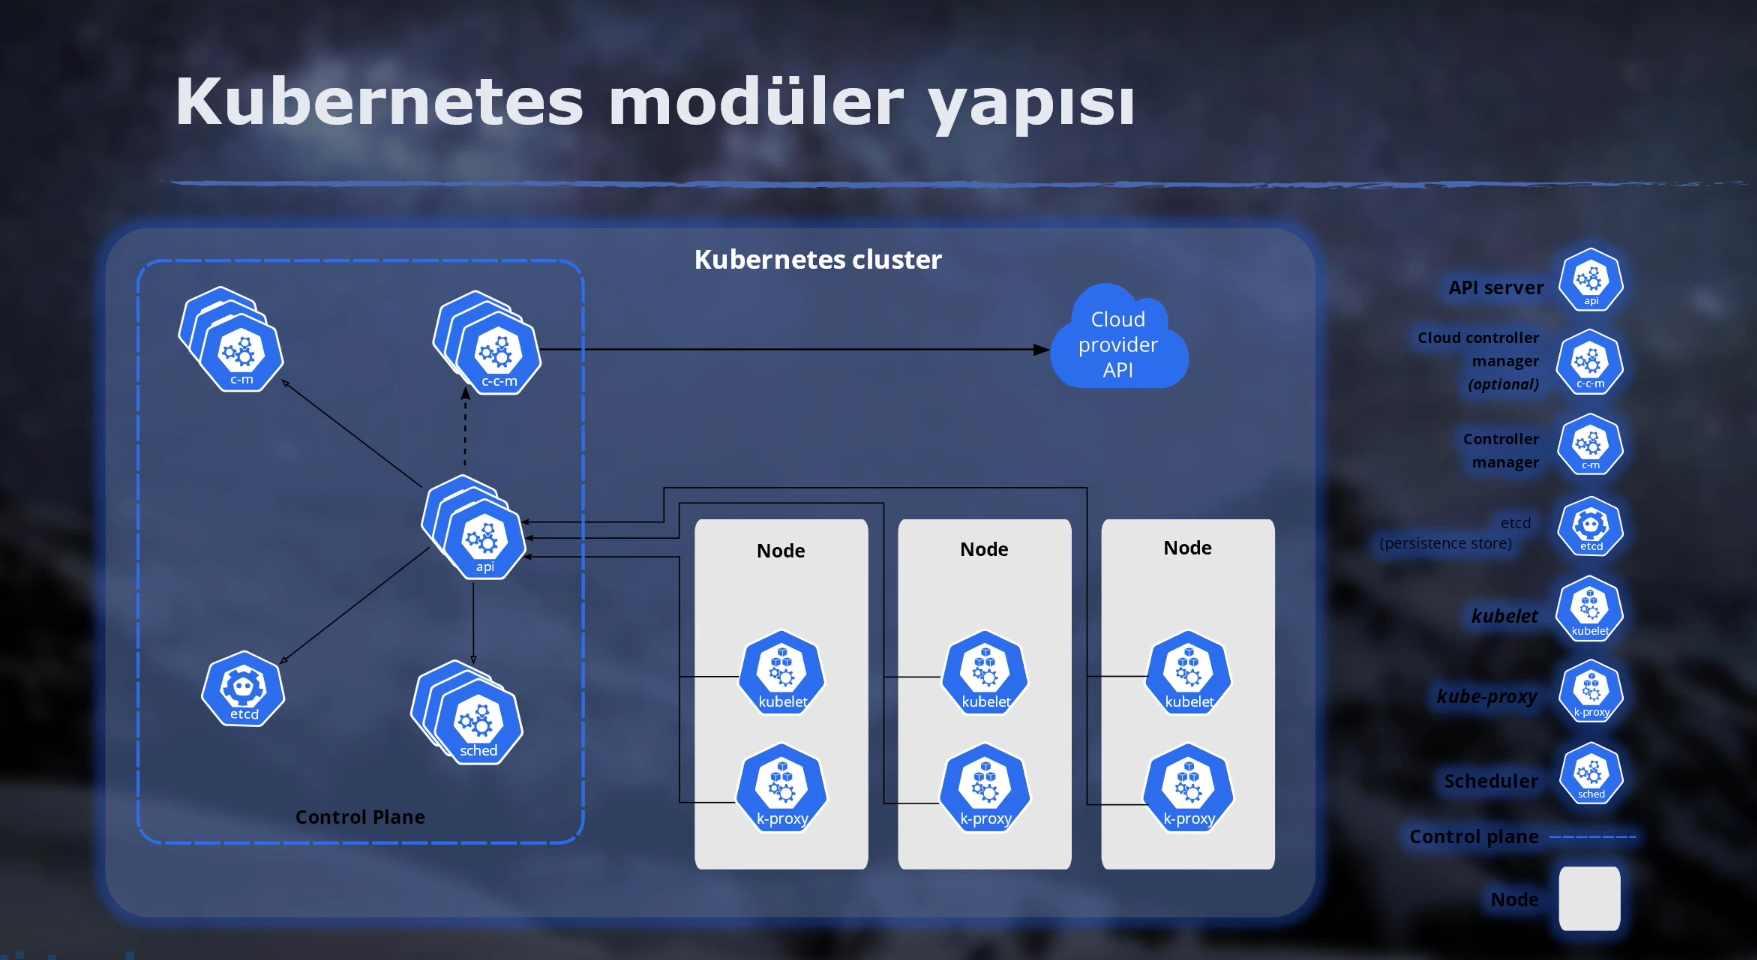 Kubernetes modüler yapısı
Kubernetes cluster
c-m
c-c-m
Cloud
provider
API
api
etcd
sched
Control Plane
Node
kubelet
k-proxy
Node
kubelet
k-proxy
Node
kubelet
k-proxy
API server
api
Cloud controller
manager
(optional)
c-c-m
Controller
manager
c-m
etcd
(persistence store)
etcd
kubelet
kubelet
kube-proxy
k-proxy
Scheduler
sched
Control plane
Node